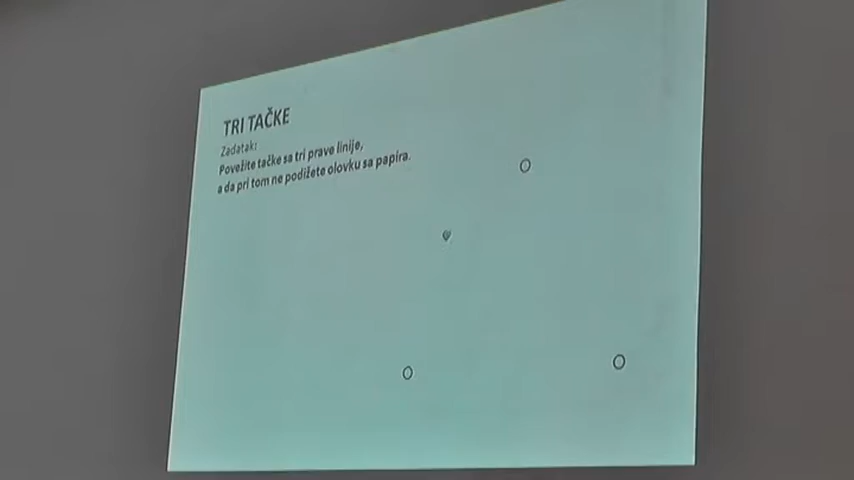 TRI TAČKE
Zadatak:
Povežite tačke sa tri prave linije,
a da pri tom ne podižete olovku sa papira.